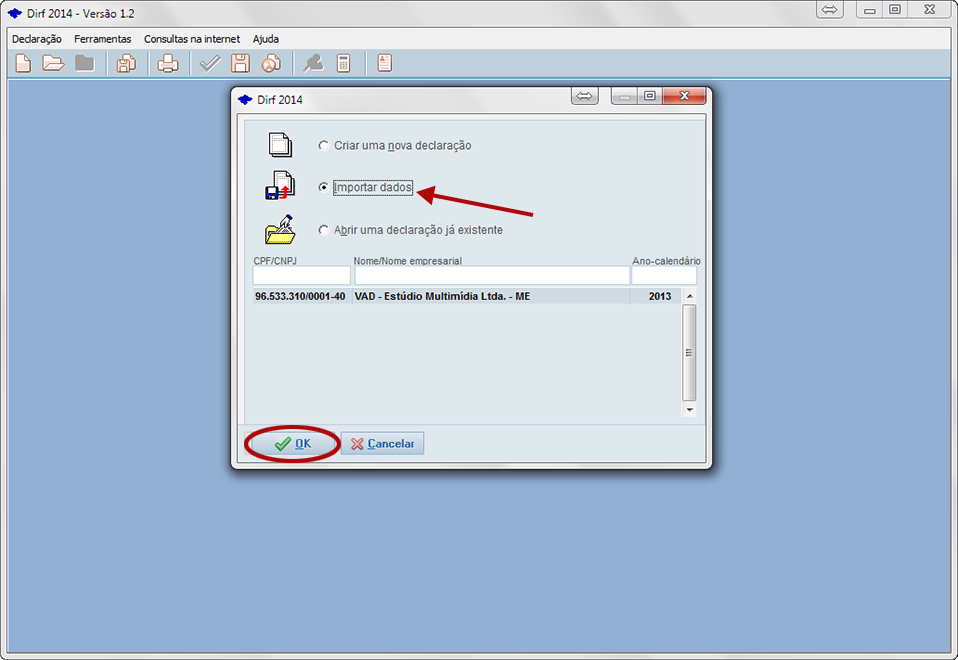 Dirf 2014 - Versão 1.2
Declaração Ferramentas Consultas na internet Ajuda
Dirf 2014
Criar uma nova declaração
Importar dados
Abrir uma declaração já existente
CPF/CNPJ Nome/Nome empresarial Ano-calendário
96.533.310/0001-40 VAD - Estúdio Multimídia Ltda. - ME 2013
OK Cancelar